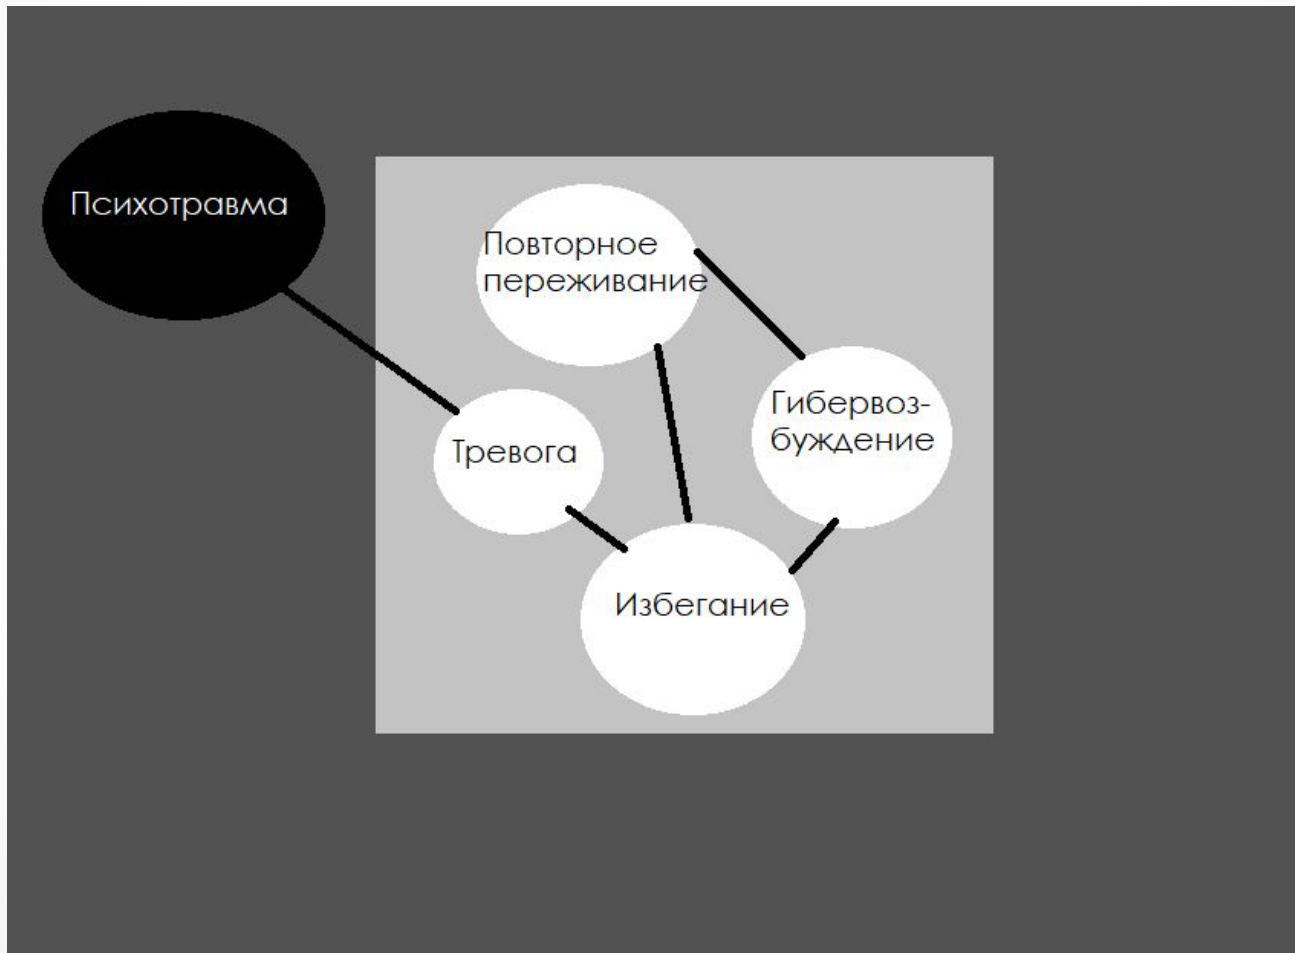 Психотравма
Повторное
переживание
Гибервоз-
буждение
Тревога
Избегание